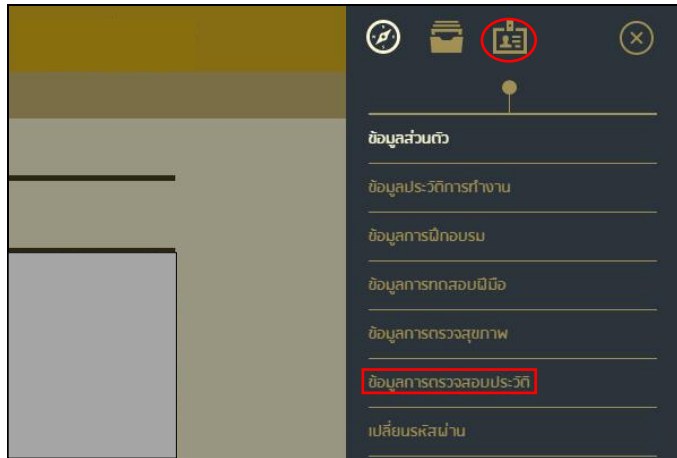 ข้อมูลส่วนตัว
ข้อมูลประวัติการทำงาน
ข้อมูลการฝึกอบรม
ข้อมูลการทดสอบฝีมือ
ข้อมูลการตรวจสุขภาพ
ข้อมูลการตรวจสอบประวัติ
เปลี่ยนรหัสผ่าน